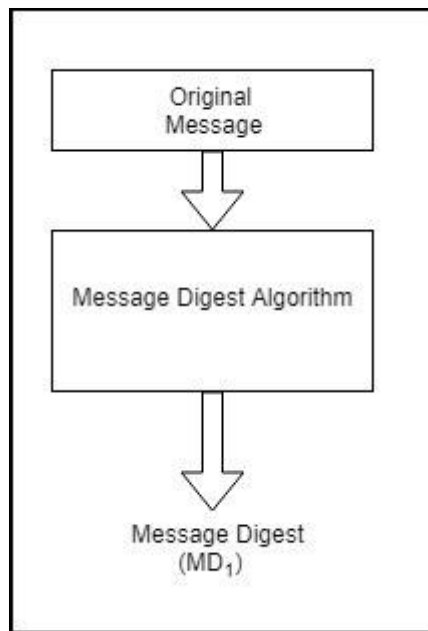 Original
Message
Message Digest Algorithm
Message Digest
(MD₁)